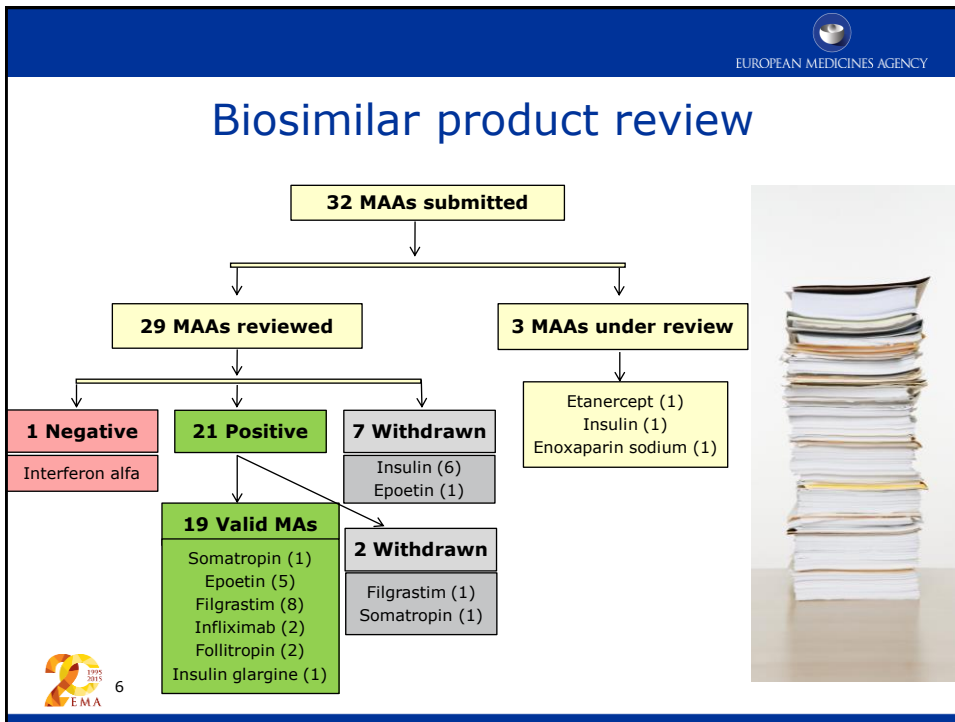 EUROPEAN MEDICINES AGENCY
Biosimilar product review
32 MAAs submitted
29 MAAs reviewed
3 MAAs under review
Etanercept (1)
Insulin (1)
Enoxaparin sodium (1)
1 Negative
Interferon alfa
21 Positive
7 Withdrawn
Insulin (6)
Epoetin (1)
19 Valid MAs
Somatropin (1)
Epoetin (5)
Filgrastim (8)
Infliximab (2)
Follitropin (2)
Insulin glargine (1)
2 Withdrawn
Filgrastim (1)
Somatropin (1)
20
1995
2015
EMA
6